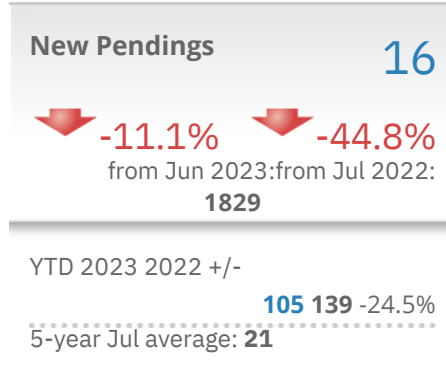 New Pendings
16
-11.1% -44.8%
from Jun 2023:from Jul 2022:
1829
YTD 2023 2022 +/-
105 139 -24.5%
5-year Jul average: 21